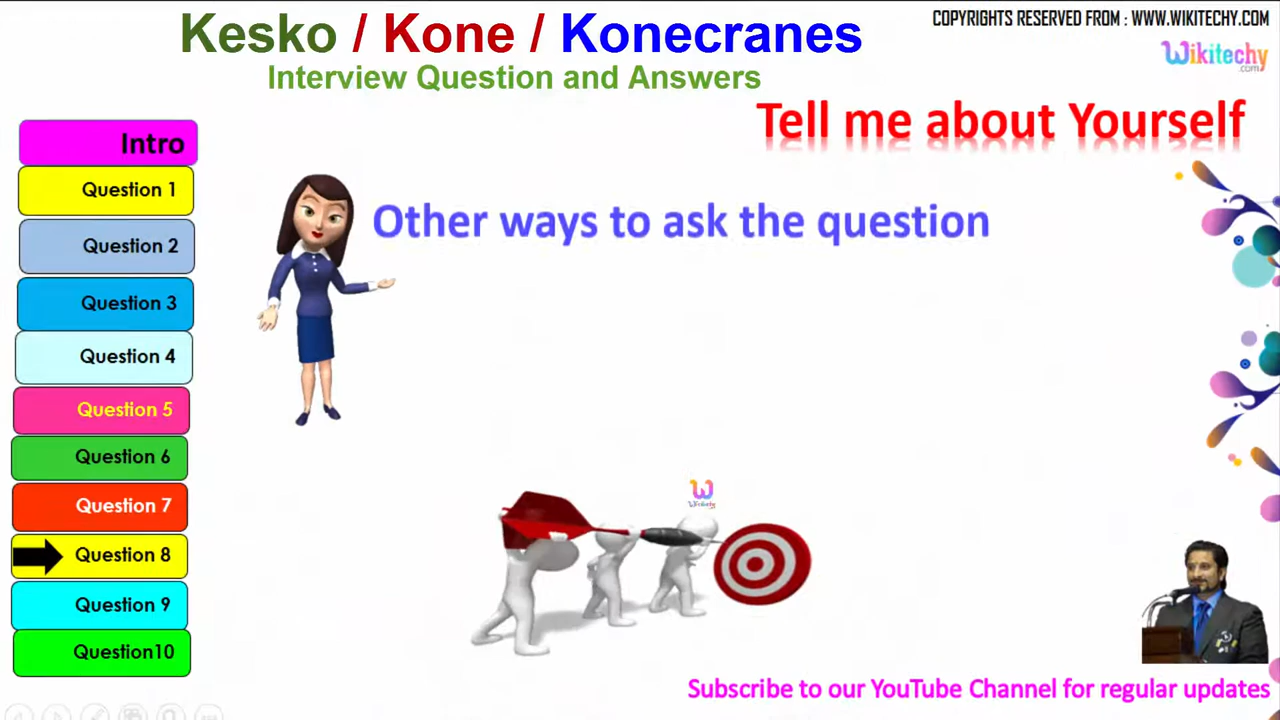 Kesko / Kone / Konecranes
COPYRIGHTS RESERVED FROM : WWW.WIKITECHY.COM
Wikitechy
.com
Interview Question and Answers
Tell me about Yourself
Intro
Question 1
Question 2
Question 3
Question 4
Question 5
Question 6
Question 7
Question 8
Question 9
Question10
Other ways to ask the question
W
Wikitechy
Subscribe to our YouTube Channel for regular updates